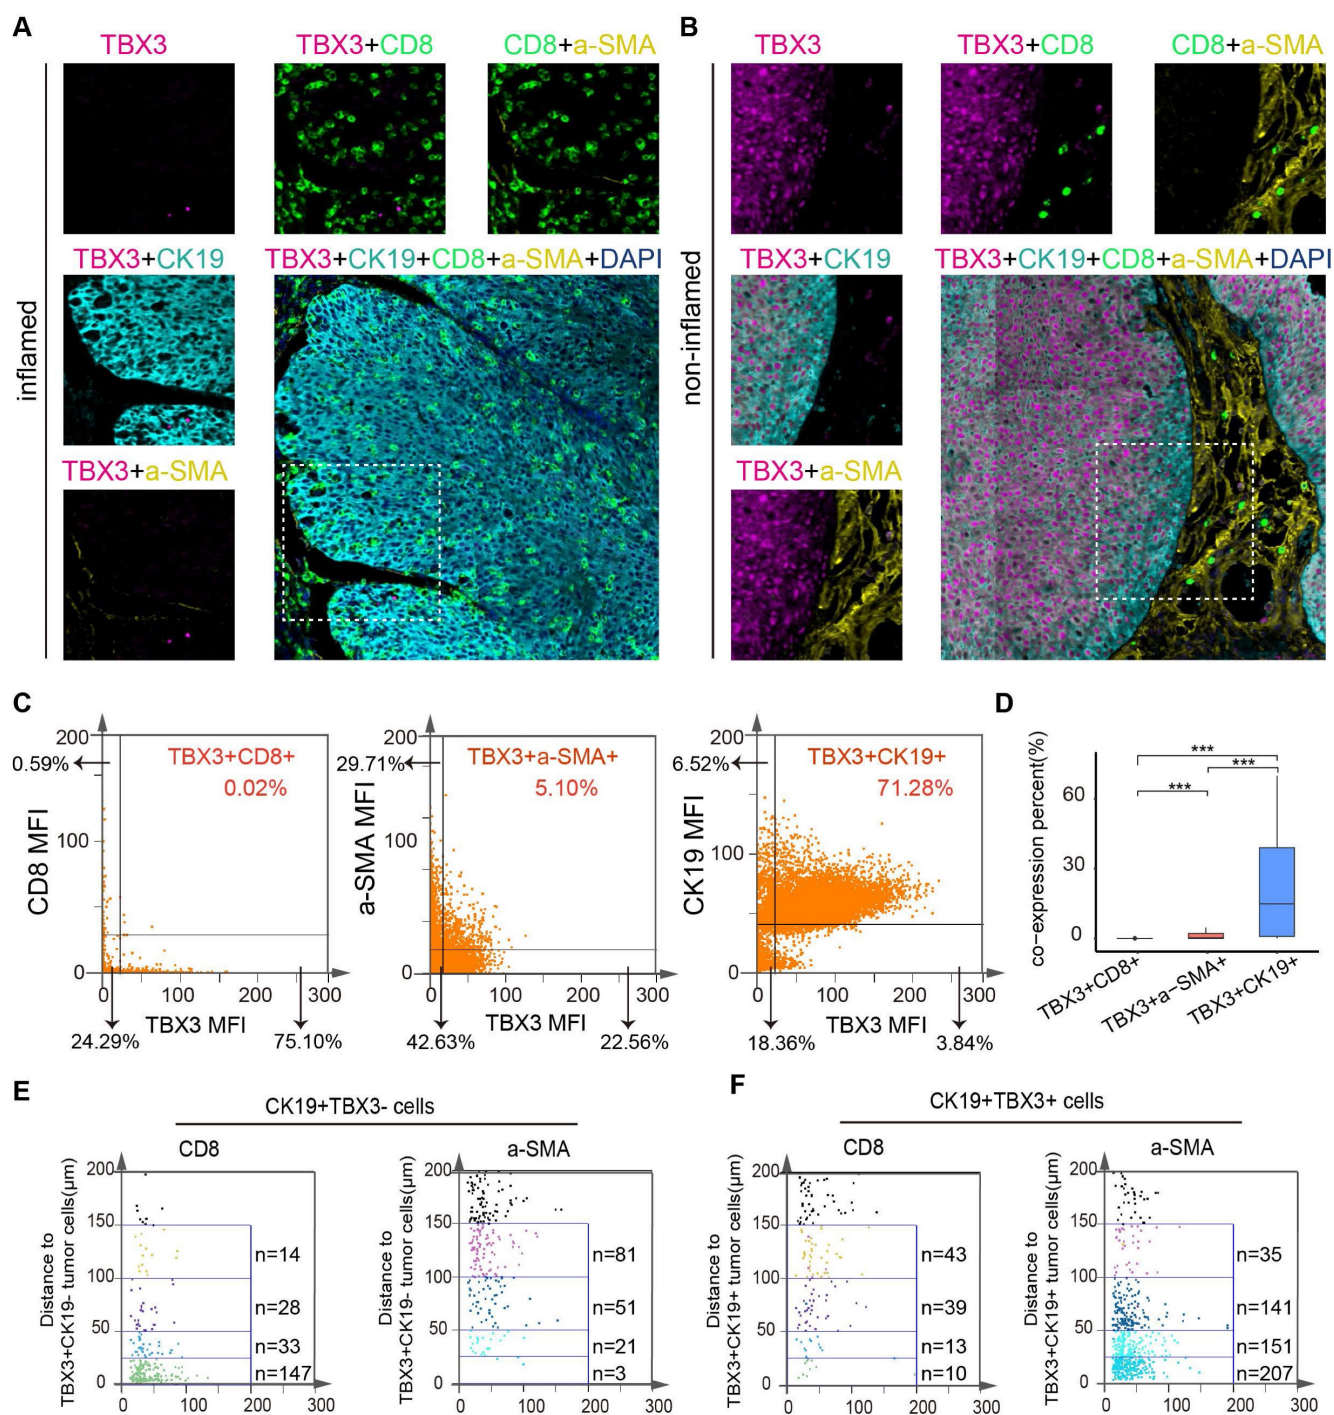 A
TBX3
TBX3+CD8
CD8+a-SMA
inflamed
TBX3+CK19
TBX3+CK19+CD8+a-SMA+DAPI
TBX3+a-SMA
B
TBX3
TBX3+CD8
CD8+a-SMA
non-inflamed
TBX3+CK19
TBX3+CK19+CD8+a-SMA+DAPI
TBX3+a-SMA
C
CD8 MFI
200
100
0
0.59%
TBX3+CD8+
0.02%
0 100 200 300
TBX3 MFI
24.29%
75.10%
a-SMA MFI
200
100
0
29.71%
TBX3+a-SMA+
5.10%
0 100 200 300
TBX3 MFI
42.63%
22.56%
CK19 MFI
200
100
0
6.52%
TBX3+CK19+
71.28%
0 100 200 300
TBX3 MFI
18.36%
3.84%
D
co-expression percent(%)
60
30
0
***
***
***
TBX3+CD8+
TBX3+a-SMA+
TBX3+CK19+
E
CK19+TBX3- cells
CD8
Distance to
TBX3+CK19- tumor cells(μm)
200
150
100
50
0
n=14
n=28
n=33
n=147
0 100 200 300
a-SMA
Distance to
TBX3+CK19- tumor cells(μm)
200
150
100
50
0
n=81
n=51
n=21
n=3
0 100 200 300
F
CK19+TBX3+ cells
CD8
Distance to
TBX3+CK19+ tumor cells(μm)
200
150
100
50
0
n=43
n=39
n=13
n=10
0 100 200 300
a-SMA
Distance to
TBX3+CK19+ tumor cells(μm)
200
150
100
50
0
n=35
n=141
n=151
n=207
0 100 200 300